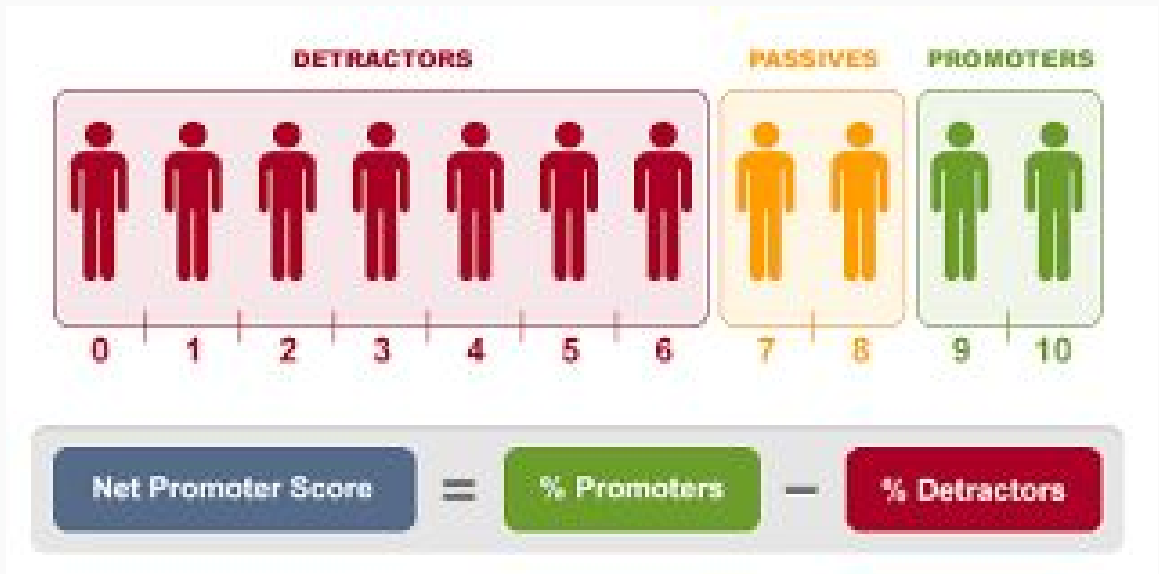 DETRACTORS PASSIVES PROMOTERS
0 1 2 3 4 5 6 7 8 9 10
Net Promoter Score = % Promoters − % Detractors